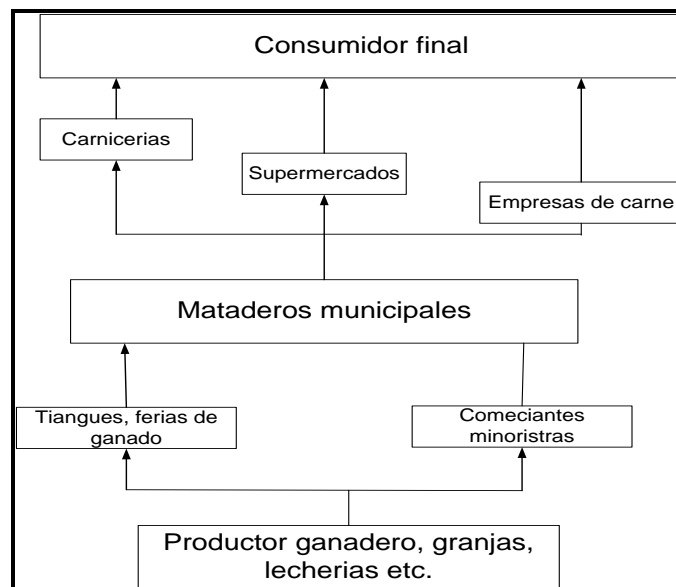 Consumidor final
Carnicerias
Supermercados
Empresas de carne
Mataderos municipales
Tiangues, ferias de
ganado
Comeciantes
minoristras
Productor ganadero, granjas,
lecherias etc.